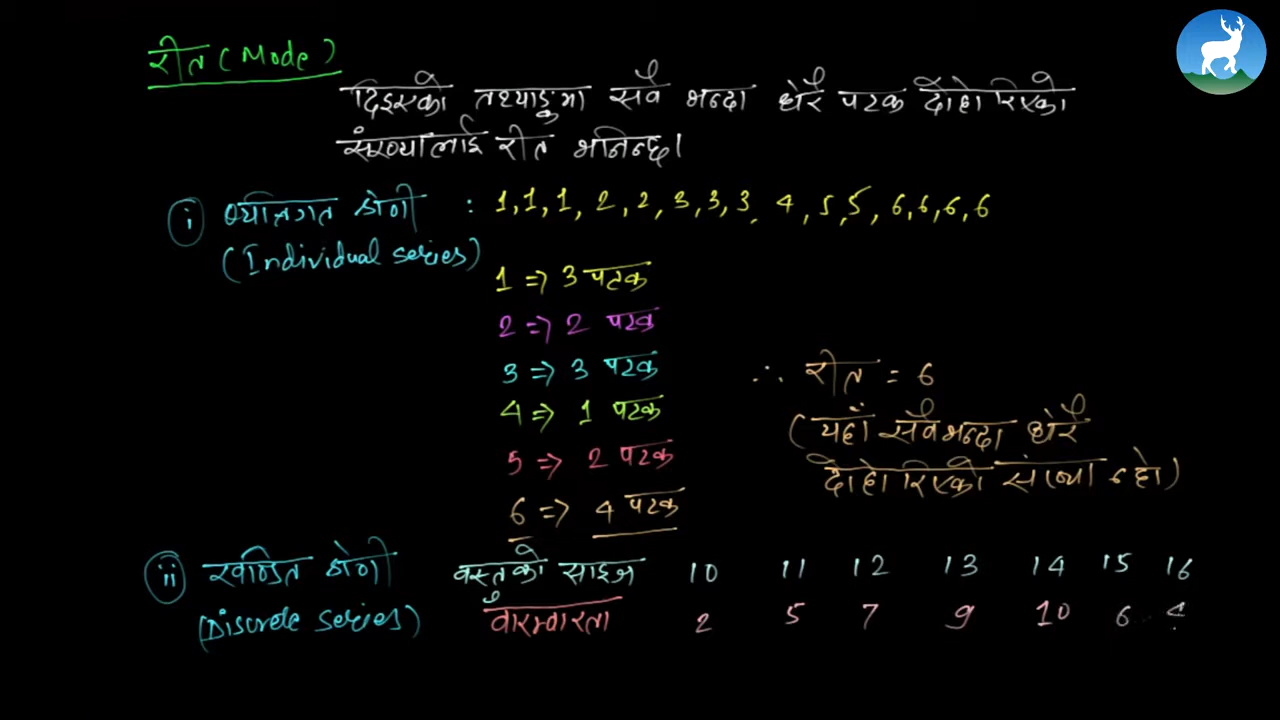 रीत (Mode)
दिइएको तथ्याङ्कमा सबै भन्दा धेरै पटक दोहोरिएको
संख्यालाई रीत भनिन्छ।
i व्यक्तिगत श्रेणी : 1, 1, 1, 2, 2, 3, 3, 3, 4, 5, 5, 6, 6, 6, 6
(Individual series)
1 => 3 पटक
2 => 2 पटक
3 => 3 पटक
4 => 1 पटक
5 => 2 पटक
6 => 4 पटक
∴ रीत = 6
(यहाँ सबैभन्दा धेरै
दोहोरिएको संख्या 6 हो)
ii खण्डित श्रेणी वस्तुको साइज 10 11 12 13 14 15 16
(Discrete series) वारम्वारता 2 5 7 9 10 6 4